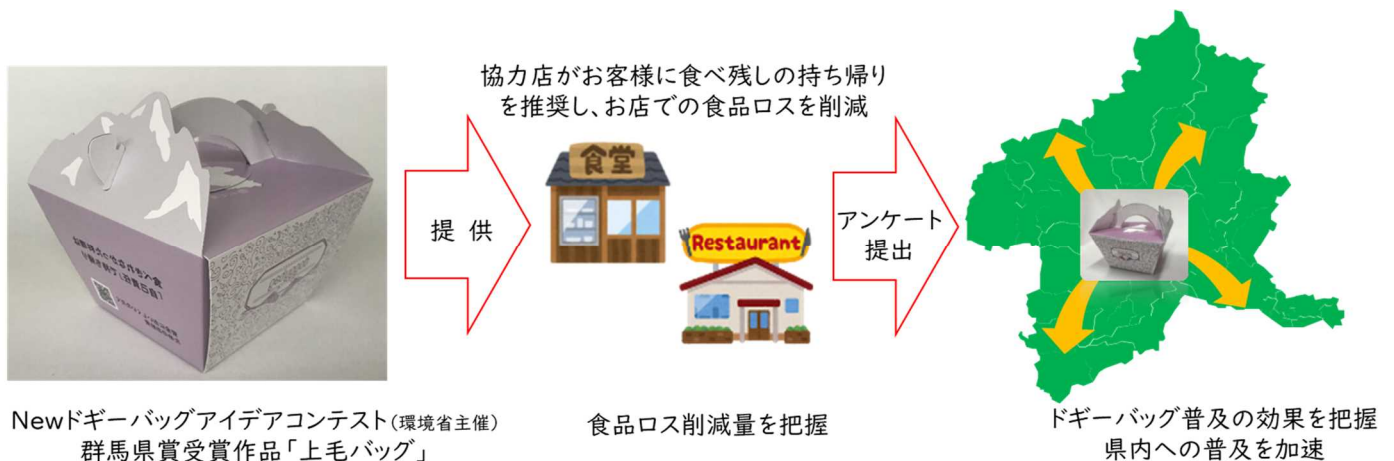 協力店がお客様に食べ残しの持ち帰り
を推奨し、お店での食品ロスを削減
提 供
食堂
Restaurant
アンケート
提出
Newドギーバッグアイデアコンテスト(環境省主催)
群馬県賞受賞作品「上毛バッグ」
食品ロス削減量を把握
ドギーバッグ普及の効果を把握
県内への普及を加速